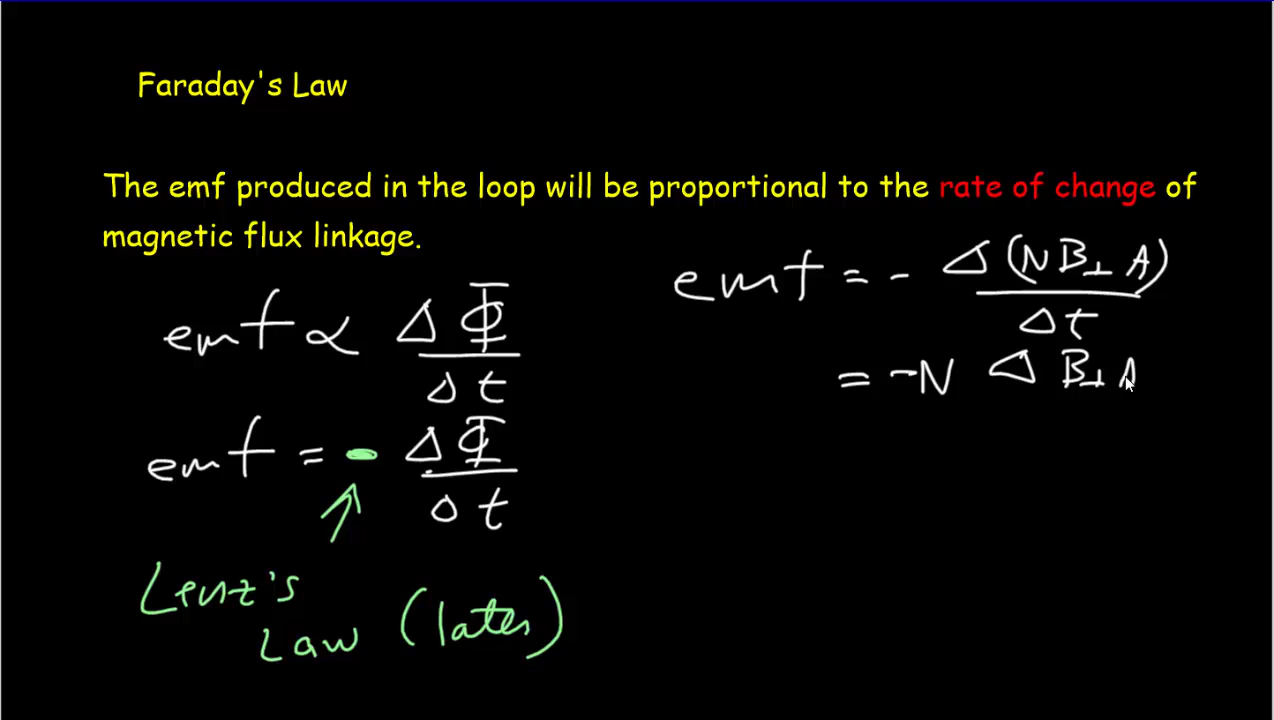 Faraday's Law
The emf produced in the loop will be proportional to the rate of change of
magnetic flux linkage.
emf ∝ ΔΦ
Δt
emf = - ΔΦ
Δt
Lenz's
Law (later)
emf = - Δ(NB⊥A)
Δt
= -N Δ B⊥A